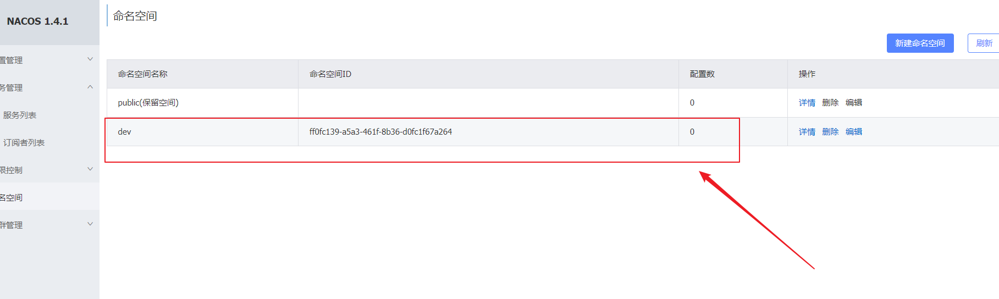 NACOS 1.4.1
置管理
务管理
服务列表
订阅者列表
限控制
名空间
群管理
命名空间
新建命名空间 刷新
命名空间名称 命名空间ID 配置数 操作
public(保留空间) 0 详情 删除 编辑
dev ff0fc139-a5a3-461f-8b36-d0fc1f67a264 0 详情 删除 编辑